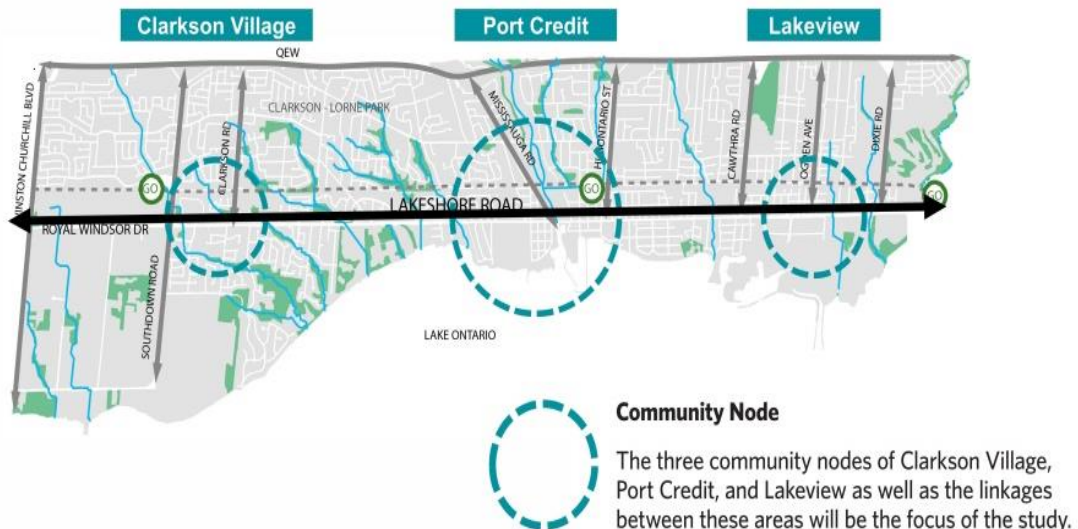 Clarkson Village
Port Credit
Lakeview
QEW
CLARKSON - LORNE PARK
INSTON CHURCHILL BLVD
CLARKSON RD
MISSISSAUGA RD
HURONTARIO ST
CAWTHRA RD
OGDEN AVE
DIXIE RD
GO
GO
GO
LAKESHORE ROAD
ROYAL WINDSOR DR
SOUTHDOWN ROAD
LAKE ONTARIO
Community Node
The three community nodes of Clarkson Village,
Port Credit, and Lakeview as well as the linkages
between these areas will be the focus of the study.